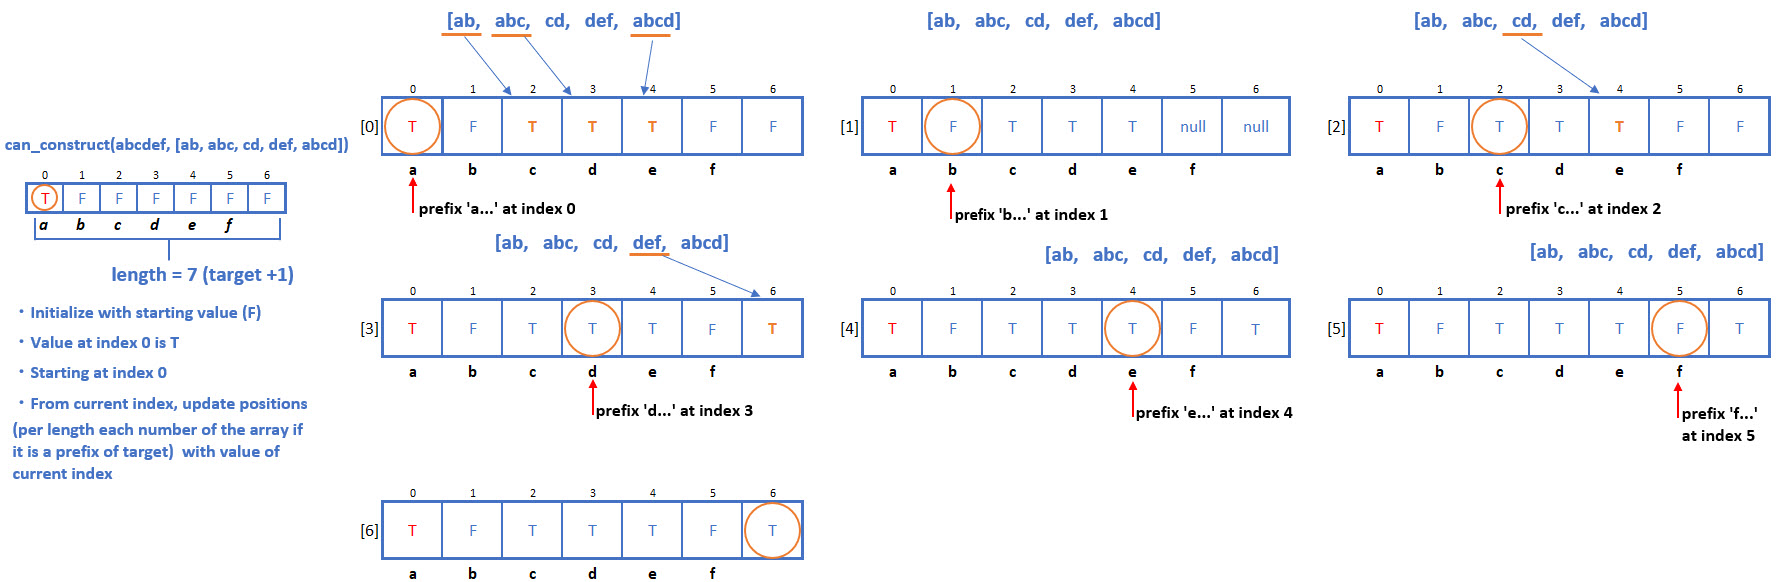 can_construct(abcdef, [ab, abc, cd, def, abcd])
0 1 2 3 4 5 6
T F F F F F F
a b c d e f
length = 7 (target +1)
・Initialize with starting value (F)
・Value at index 0 is T
・Starting at index 0
・From current index, update positions
(per length each number of the array if
it is a prefix of target) with value of
current index
[ab, abc, cd, def, abcd]
0 1 2 3 4 5 6
[0] T F T T T F F
a b c d e f
prefix 'a...' at index 0
[ab, abc, cd, def, abcd]
0 1 2 3 4 5 6
[1] T F T T T null null
a b c d e f
prefix 'b...' at index 1
[ab, abc, cd, def, abcd]
0 1 2 3 4 5 6
[2] T F T T T F F
a b c d e f
prefix 'c...' at index 2
[ab, abc, cd, def, abcd]
0 1 2 3 4 5 6
[3] T F T T T F T
a b c d e f
prefix 'd...' at index 3
[ab, abc, cd, def, abcd]
0 1 2 3 4 5 6
[4] T F T T T F T
a b c d e f
prefix 'e...' at index 4
[ab, abc, cd, def, abcd]
0 1 2 3 4 5 6
[5] T F T T T F T
a b c d e f
prefix 'f...'
at index 5
0 1 2 3 4 5 6
[6] T F T T T F T
a b c d e f